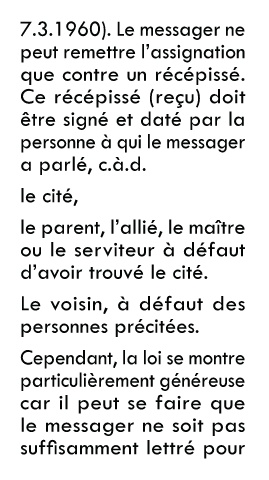 7.3.1960). Le messager ne
peut remettre l'assignation
que contre un récépissé.
Ce récépissé (reçu) doit
être signé et daté par la
personne à qui le messager
a parlé, c.à.d.
le cité,
le parent, l'allié, le maître
ou le serviteur à défaut
d'avoir trouvé le cité.
Le voisin, à défaut des
personnes précitées.
Cependant, la loi se montre
particulièrement généreuse
car il peut se faire que
le messager ne soit pas
suffisamment lettré pour